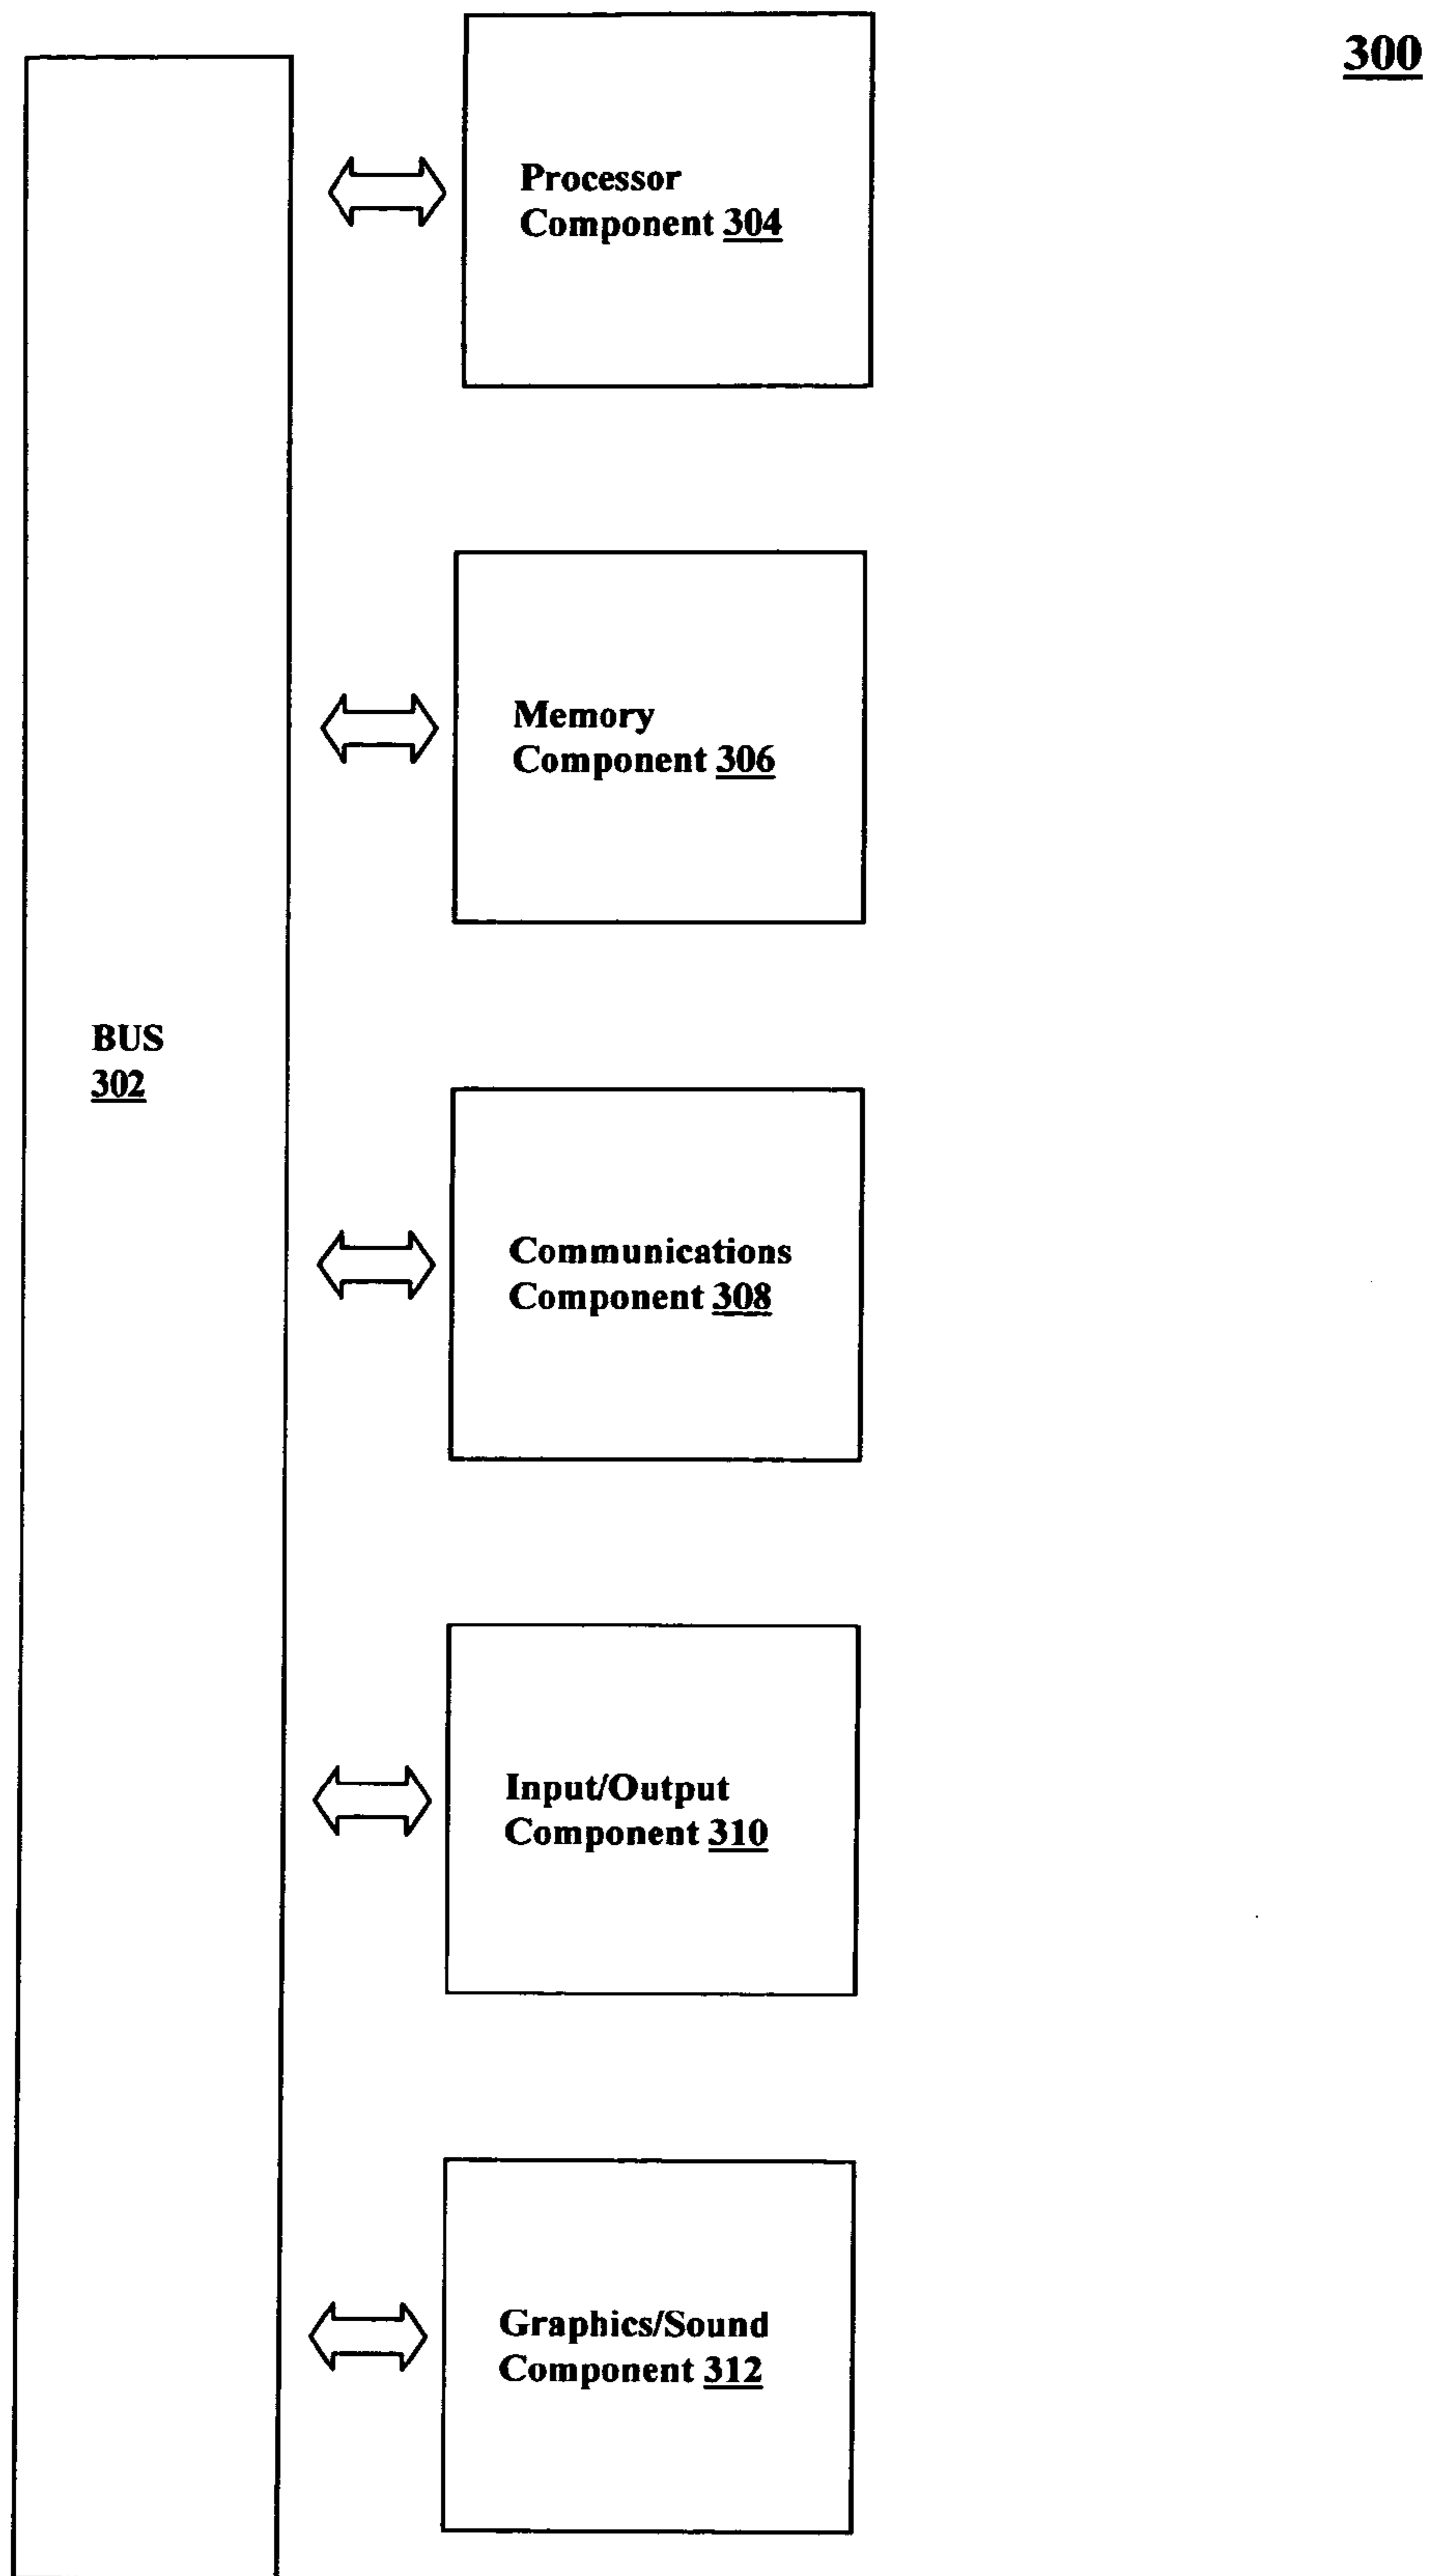 300
Processor
Component 304
Memory
Component 306
BUS
302
Communications
Component 308
Input/Output
Component 310
Graphics/Sound
Component 312